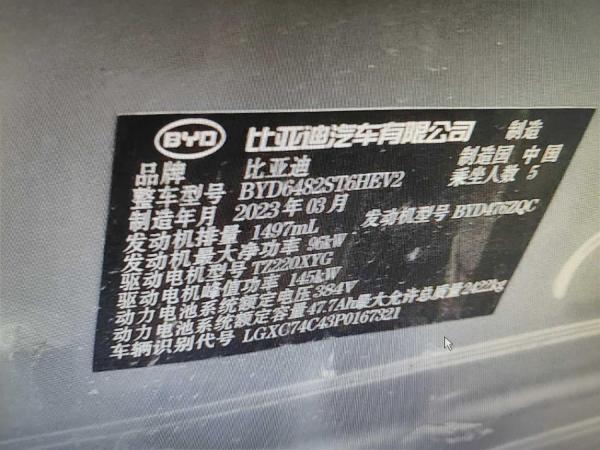 BYD 比亚迪汽车有限公司 制造
品牌 比亚迪 制造国 中国
整车型号 BYD6482ST6HEV2 乘坐人数 5
制造年月 2023年03月
发动机排量 1497mL 发动机型号 BYD476ZQC
发动机最大净功率 96kW
驱动电机型号 TZ220XYG
驱动电机峰值功率 145kW
动力电池系统额定电压 384V
动力电池系统额定容量 47.7Ah 最大允许总质量 2422kg
车辆识别代号 LGXC74C43P0167321